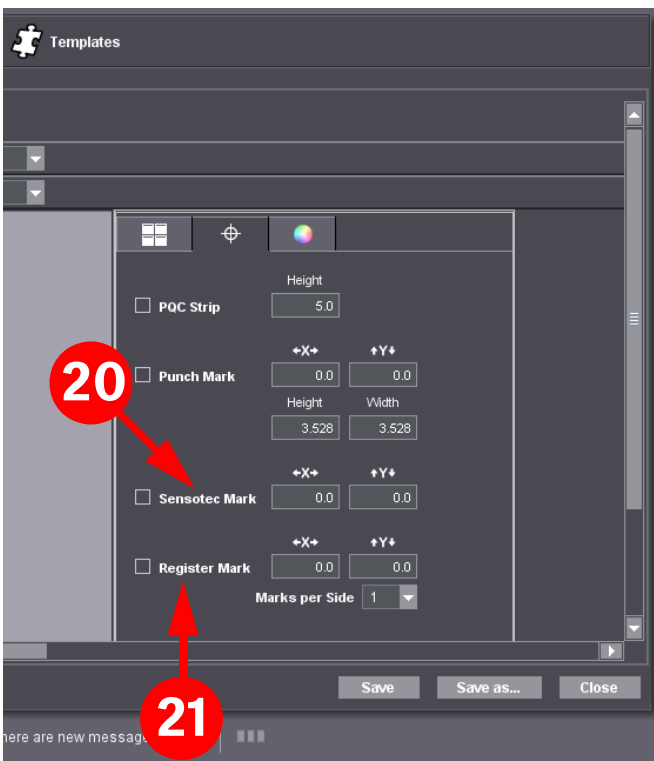 Templates
Height
PQC Strip 5.0
←X→ ↑Y↓
20
Punch Mark 0.0 0.0
Height Width
3.528 3.528
←X→ ↑Y↓
Sensotec Mark 0.0 0.0
←X→ ↑Y↓
Register Mark 0.0 0.0
Marks per Side 1
Save Save as... Close
21
here are new messag